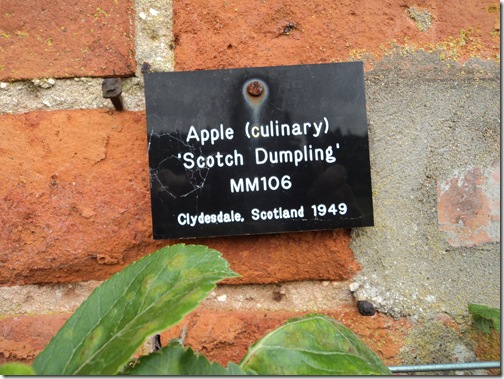 Apple (culinary)
'Scotch Dumpling'
MM106
Clydesdale, Scotland 1949